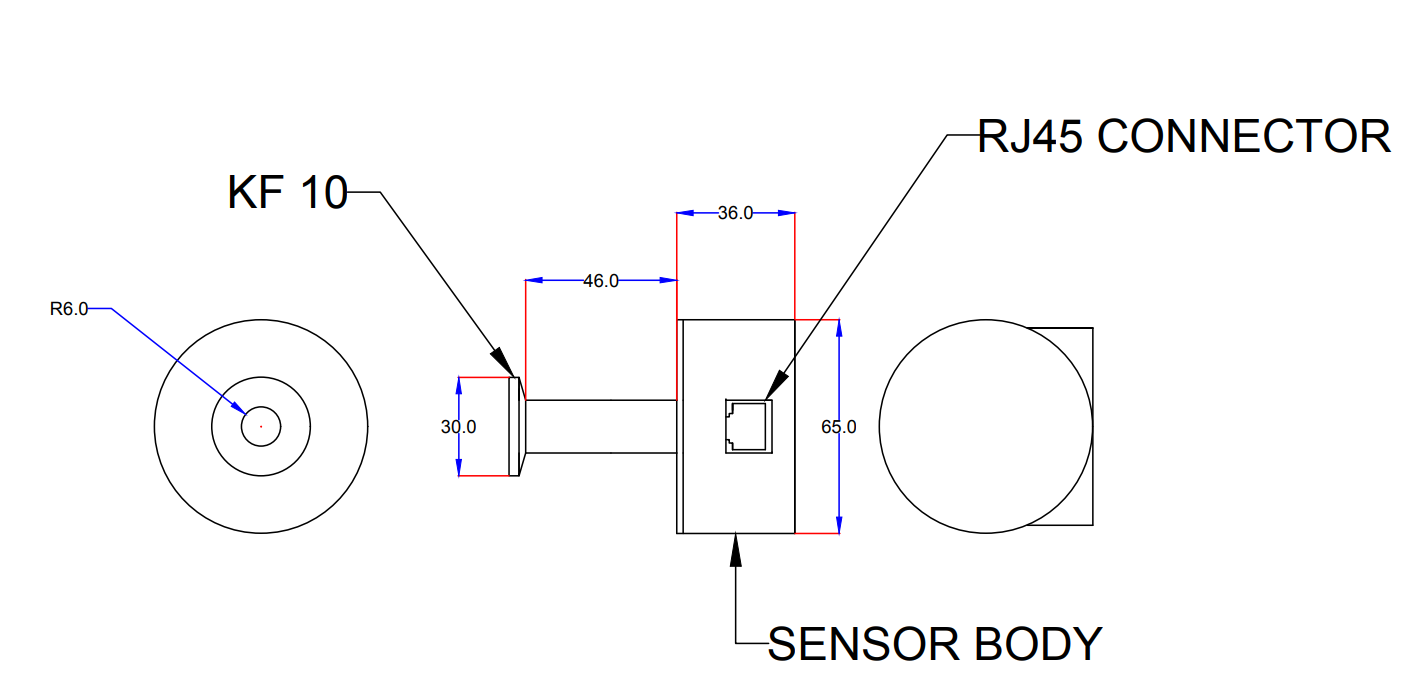 RJ45 CONNECTOR
KF 10
36.0
46.0
R6.0
30.0
65.0
SENSOR BODY